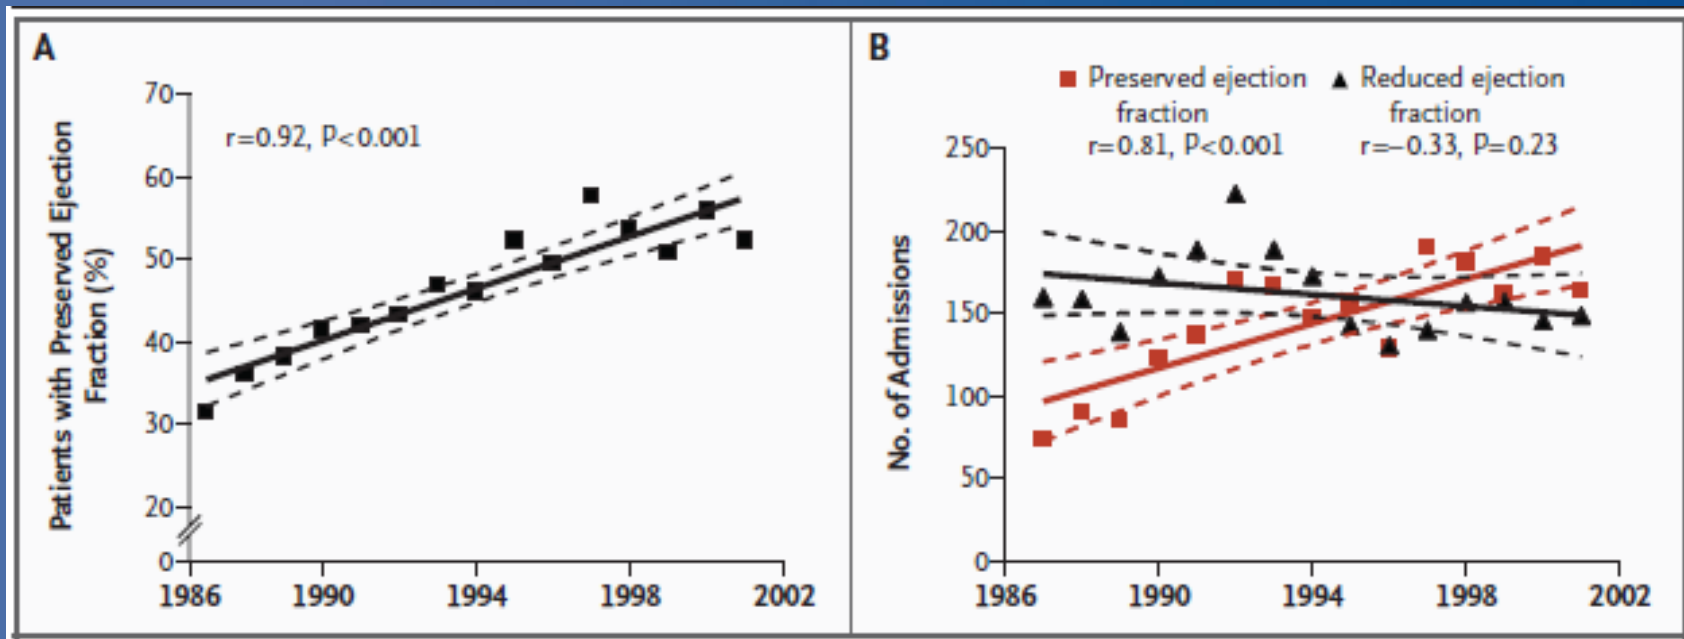 A
Patients with Preserved Ejection
Fraction (%)
70
60
50
40
30
20
0
r=0.92, P<0.001
1986 1990 1994 1998 2002
B
Preserved ejection
fraction
r=0.81, P<0.001
Reduced ejection
fraction
r=−0.33, P=0.23
No. of Admissions
250
200
150
100
50
0
1986 1990 1994 1998 2002